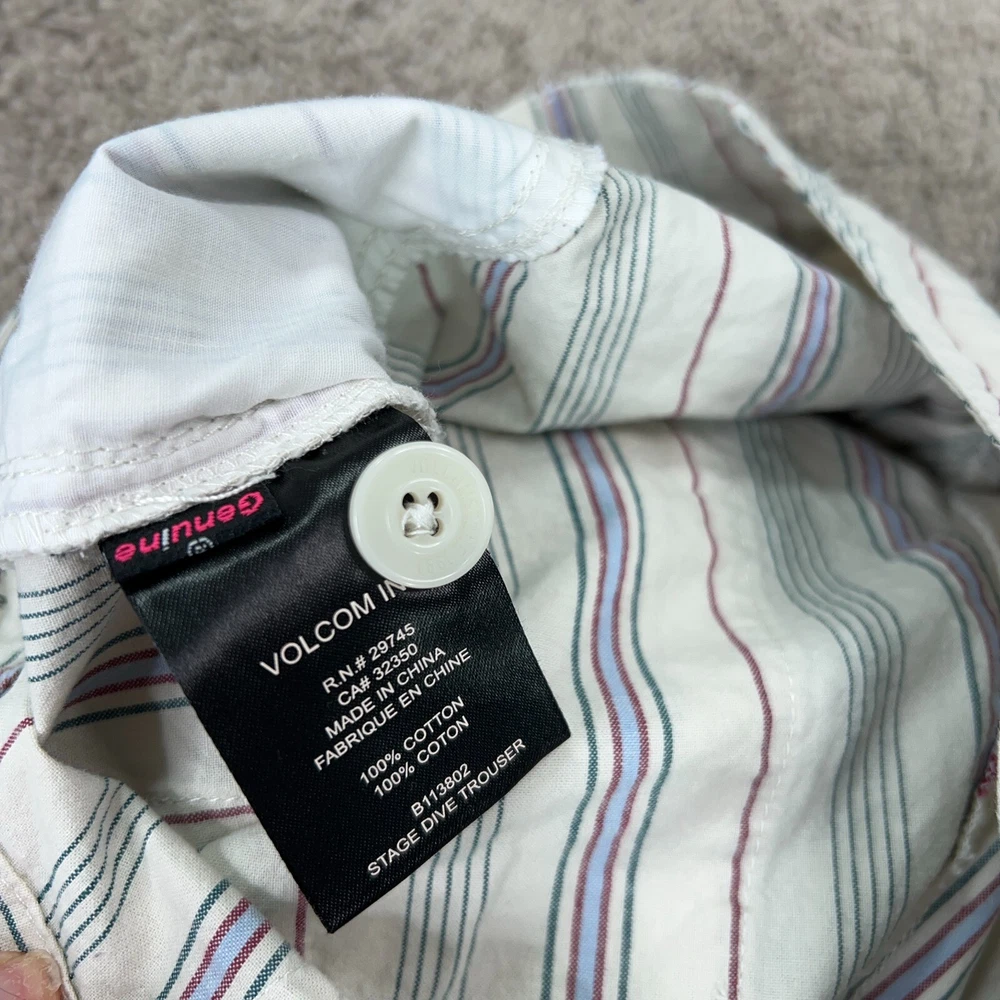 Genuine
VOLCOM IN
R.N.# 29745
CA# 32350
MADE IN CHINA
FABRIQUE EN CHINE
100% COTTON
100% COTON
B113802
STAGE DIVE TROUSER